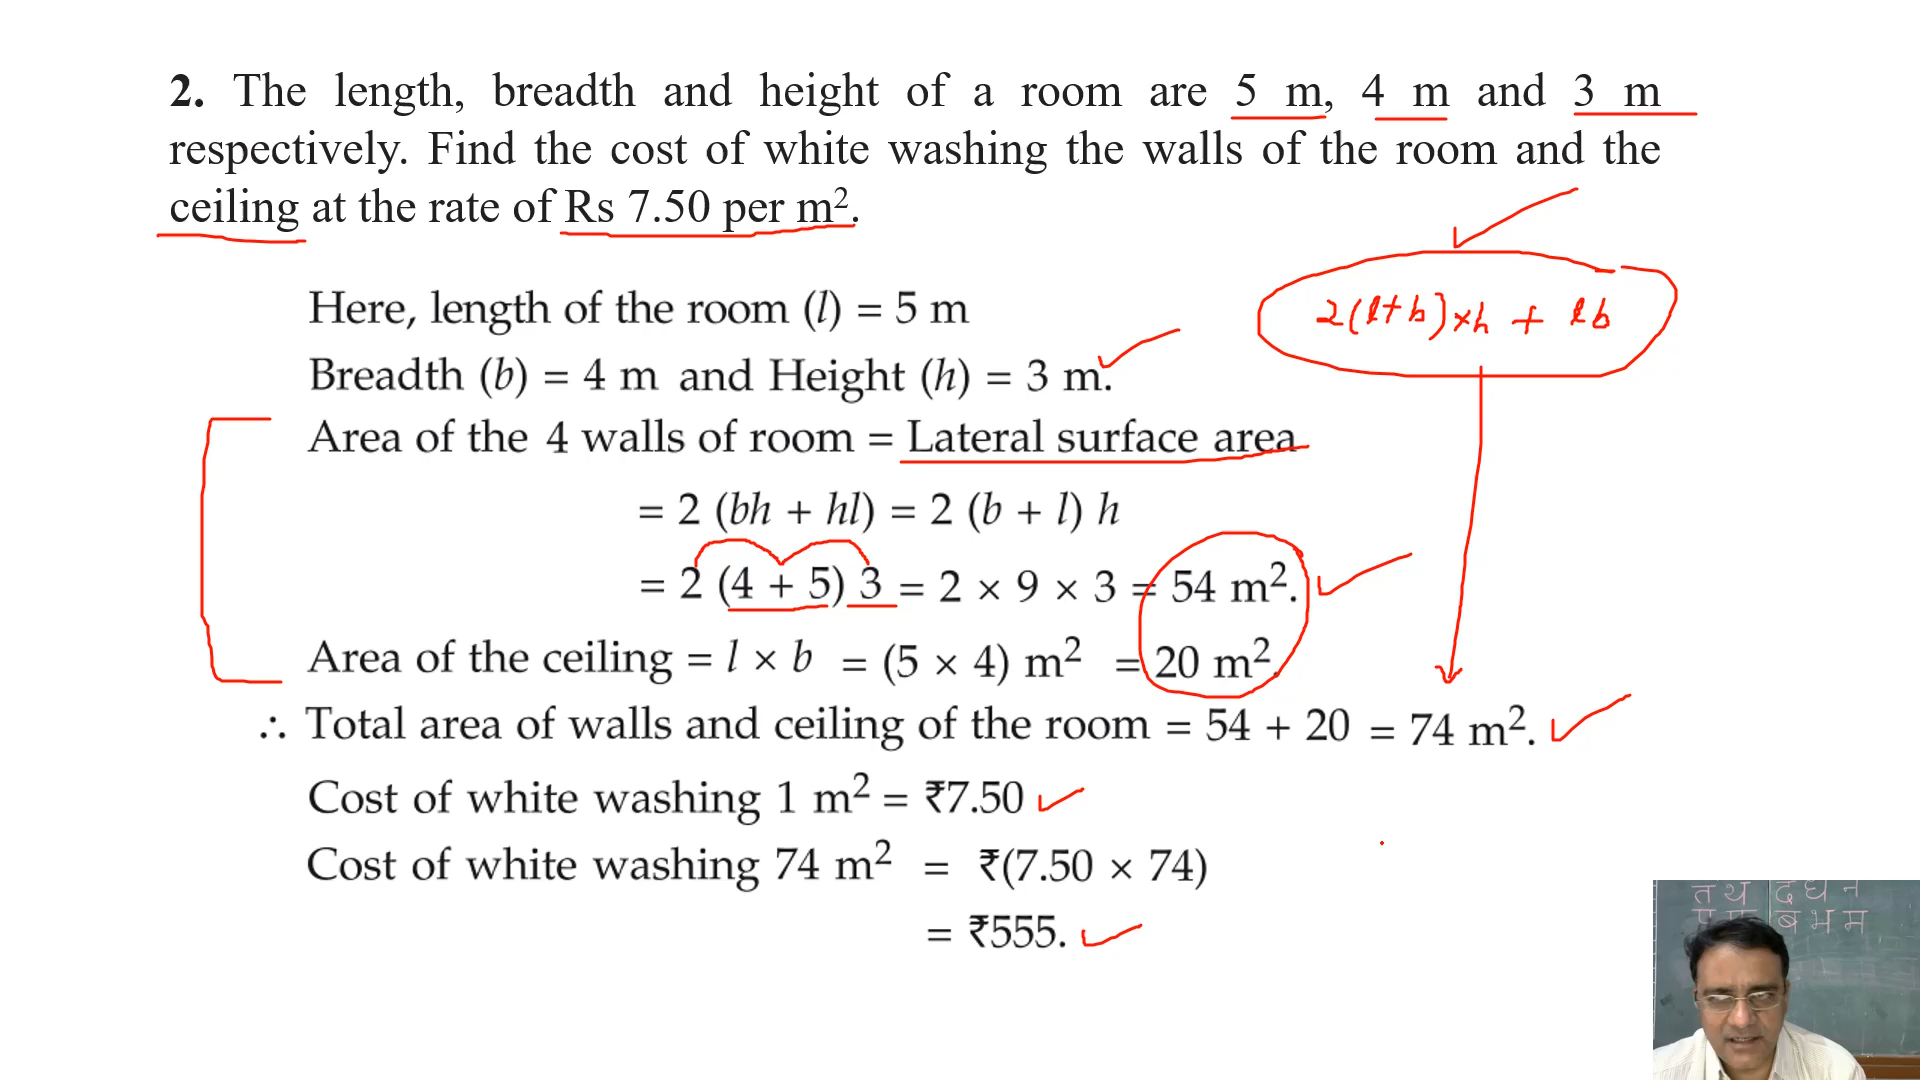 2. The length, breadth and height of a room are 5 m, 4 m and 3 m
respectively. Find the cost of white washing the walls of the room and the
ceiling at the rate of Rs 7.50 per m².
2(l+b)×h + lb
Here, length of the room (l) = 5 m
Breadth (b) = 4 m and Height (h) = 3 m.
Area of the 4 walls of room = Lateral surface area
= 2 (bh + hl) = 2 (b + l) h
= 2 (4 + 5) 3 = 2 × 9 × 3 = 54 m².
Area of the ceiling = l × b = (5 × 4) m² = 20 m².
∴ Total area of walls and ceiling of the room = 54 + 20 = 74 m².
Cost of white washing 1 m² = ₹7.50
Cost of white washing 74 m² = ₹(7.50 × 74)
= ₹555.
त थ द ध न
ब भ म